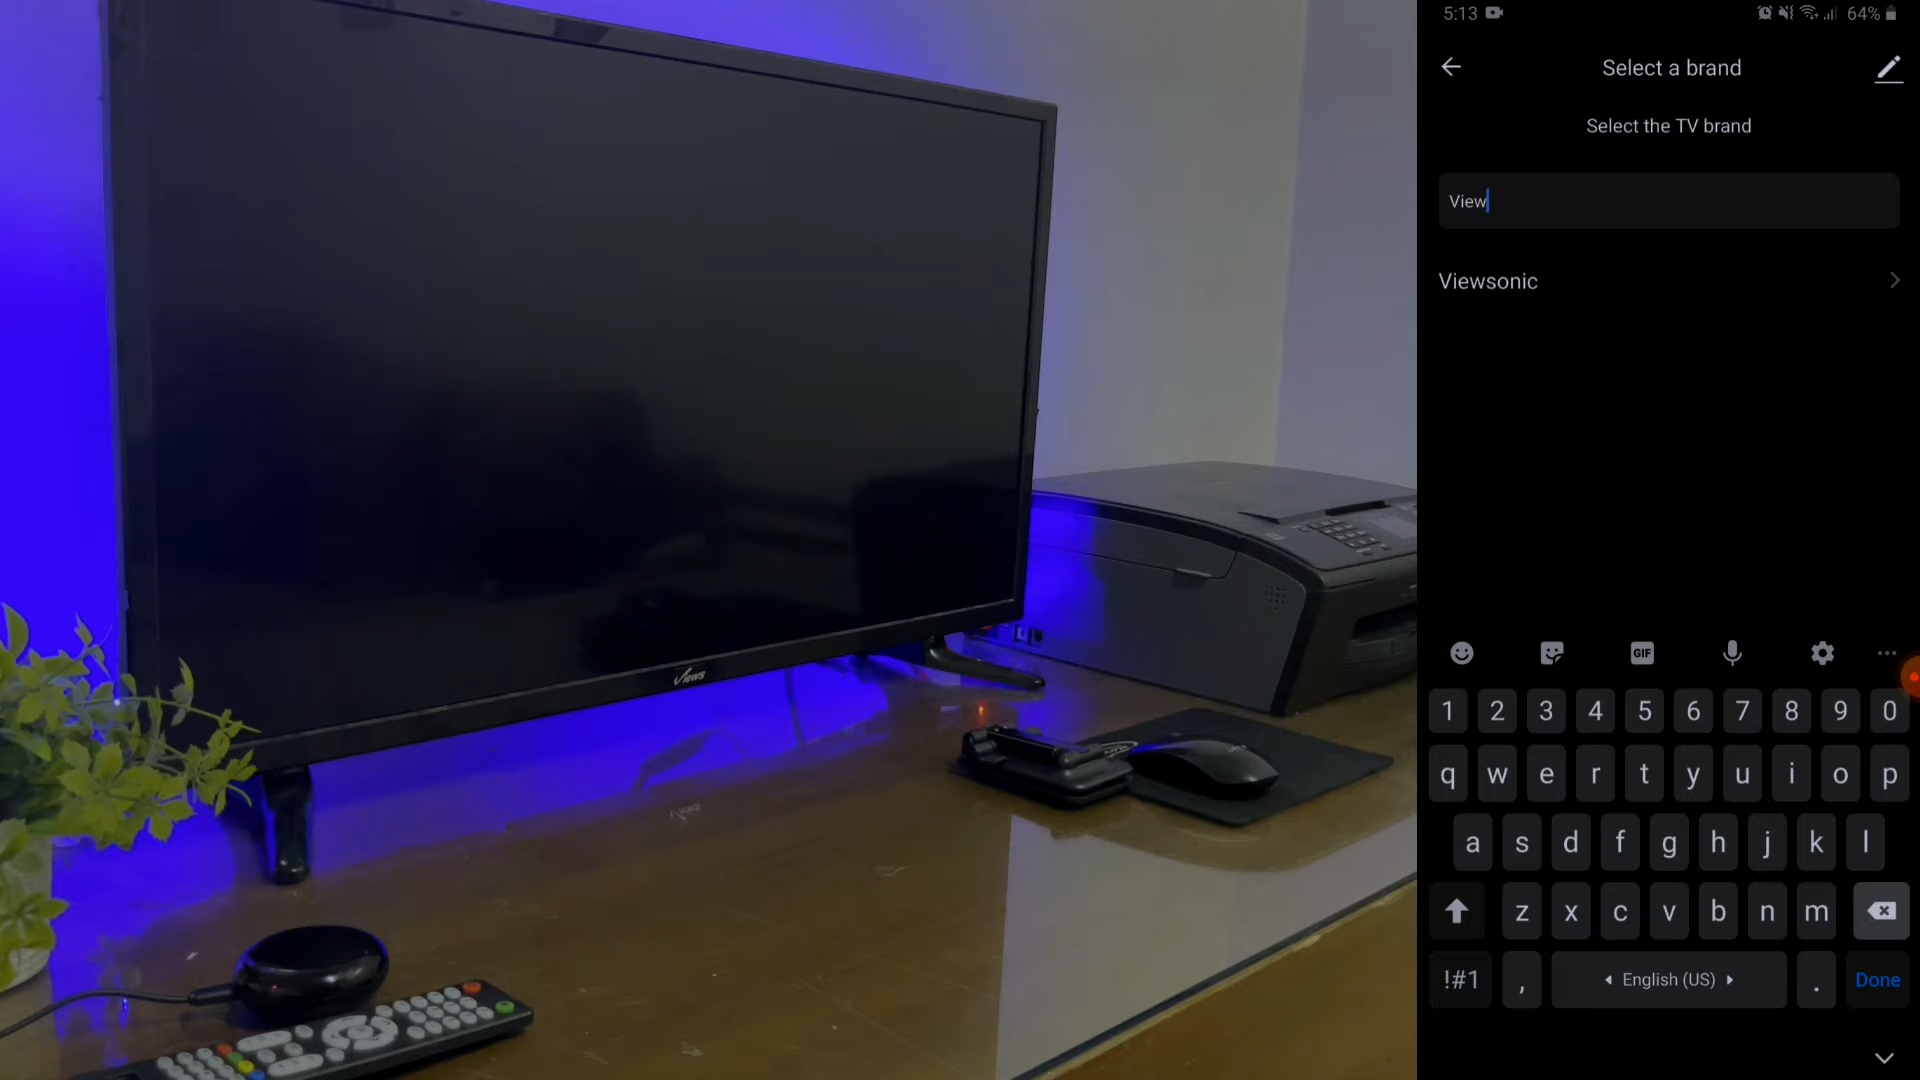 Views
5:13
64%
Select a brand
Select the TV brand
View
Viewsonic
GIF
1 2 3 4 5 6 7 8 9 0
q w e r t y u i o p
a s d f g h j k l
z x c v b n m
!#1 , English (US) . Done